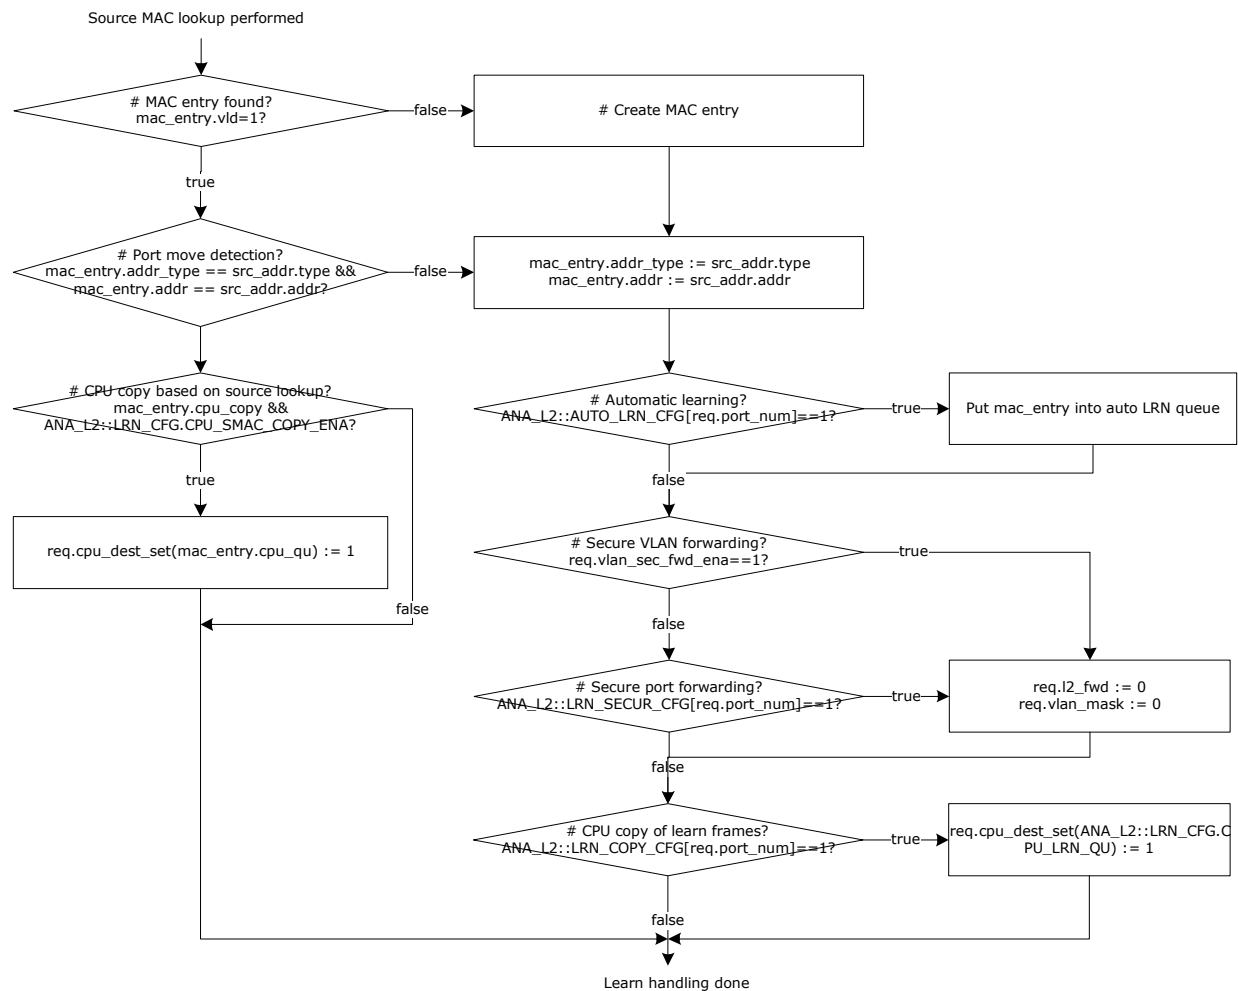 Source MAC lookup performed
# MAC entry found?
mac_entry.vld=1?
false
# Create MAC entry
true
# Port move detection?
mac_entry.addr_type == src_addr.type &&
mac_entry.addr == src_addr.addr?
false
mac_entry.addr_type := src_addr.type
mac_entry.addr := src_addr.addr
# CPU copy based on source lookup?
mac_entry.cpu_copy &&
ANA_L2::LRN_CFG.CPU_SMAC_COPY_ENA?
# Automatic learning?
ANA_L2::AUTO_LRN_CFG[req.port_num]==1?
true
Put mac_entry into auto LRN queue
true
false
req.cpu_dest_set(mac_entry.cpu_qu) := 1
# Secure VLAN forwarding?
req.vlan_sec_fwd_ena==1?
true
false
false
# Secure port forwarding?
ANA_L2::LRN_SECUR_CFG[req.port_num]==1?
true
req.l2_fwd := 0
req.vlan_mask := 0
false
# CPU copy of learn frames?
ANA_L2::LRN_COPY_CFG[req.port_num]==1?
true
req.cpu_dest_set(ANA_L2::LRN_CFG.C
PU_LRN_QU) := 1
false
Learn handling done